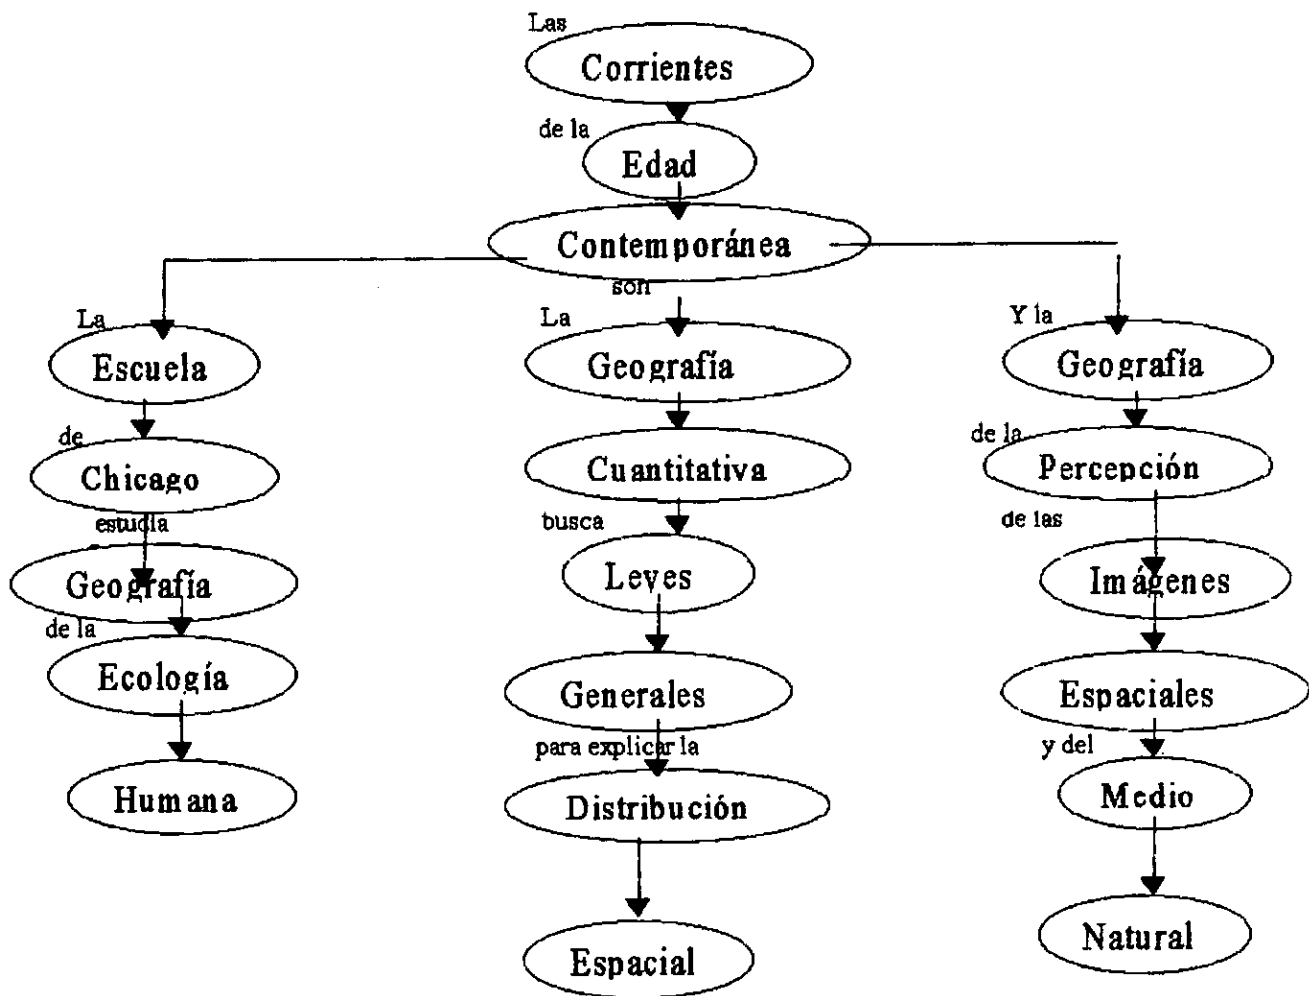 Las
Corrientes
de la
Edad
Contemporánea
son
La
Escuela
de
Chicago
estudia
Geografía
de la
Ecología
Humana
La
Geografía
Cuantitativa
busca
Leyes
Generales
para explicar la
Distribución
Espacial
Y la
Geografía
de la
Percepción
de las
Imágenes
Espaciales
y del
Medio
Natural